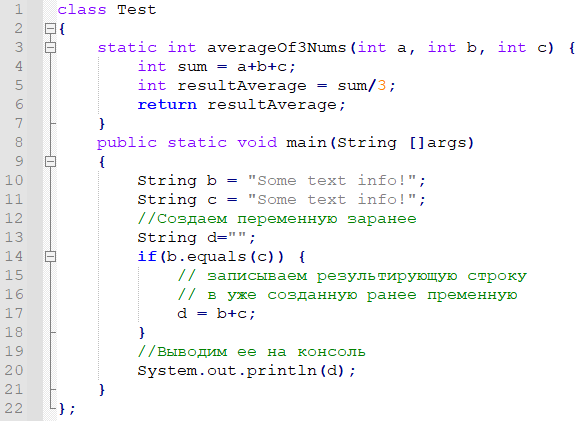 1 class Test
2 {
3     static int averageOf3Nums(int a, int b, int c) {
4         int sum = a+b+c;
5         int resultAverage = sum/3;
6         return resultAverage;
7     }
8     public static void main(String []args)
9     {
10         String b = "Some text info!";
11         String c = "Some text info!";
12         //Создаем переменную заранее
13         String d="";
14         if(b.equals(c)) {
15             // записываем результирующую строку
16             // в уже созданную ранее пременную
17             d = b+c;
18         }
19         //Выводим ее на консоль
20         System.out.println(d);
21     }
22 };